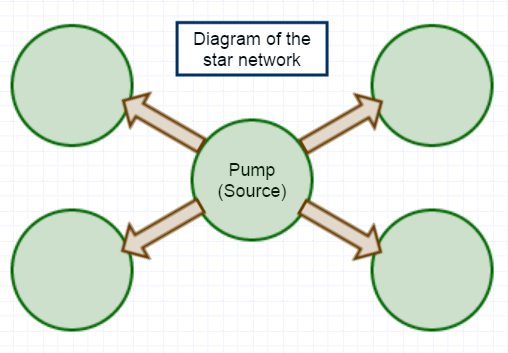 Diagram of the
star network
Pump
(Source)